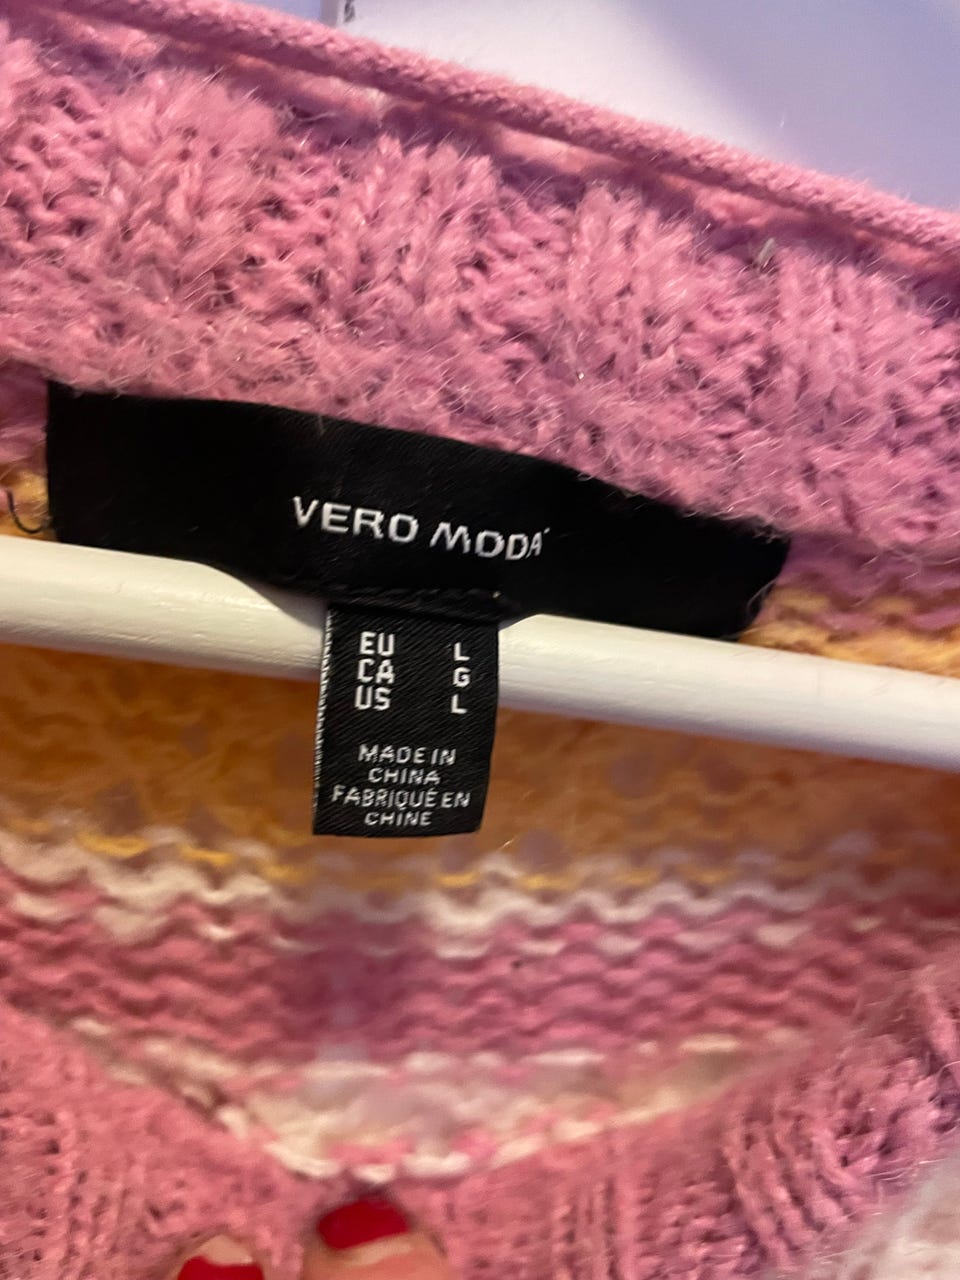 VERO MODA
EU L
CA G
US L
MADE IN
CHINA
FABRIQUÉ EN
CHINE